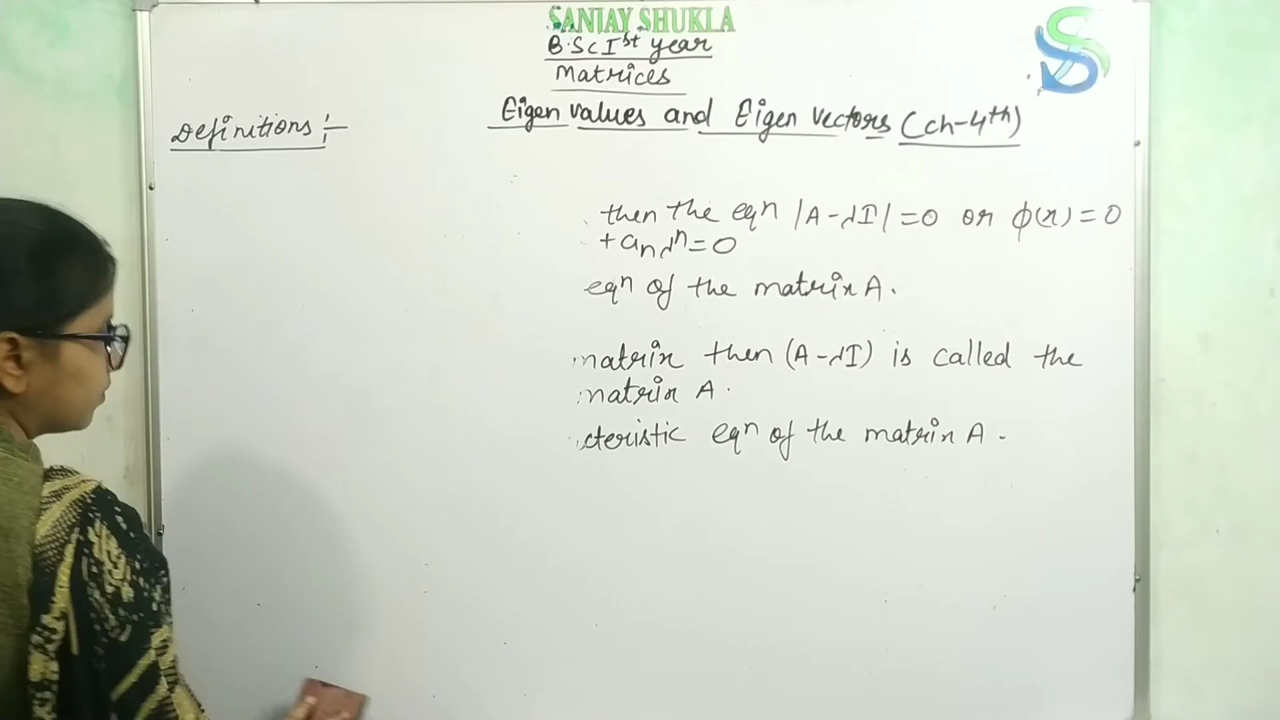 SANJAY SHUKLA
B.Sc Ist year
Matrices
Eigen values and Eigen vectors (ch-4th)
Definitions :-
then the eqn |A-λI| = 0 or φ(x) = 0
+ anλn = 0
eqn of the matrix A.
matrix then (A-λI) is called the
matrix A.
cteristic eqn of the matrix A.